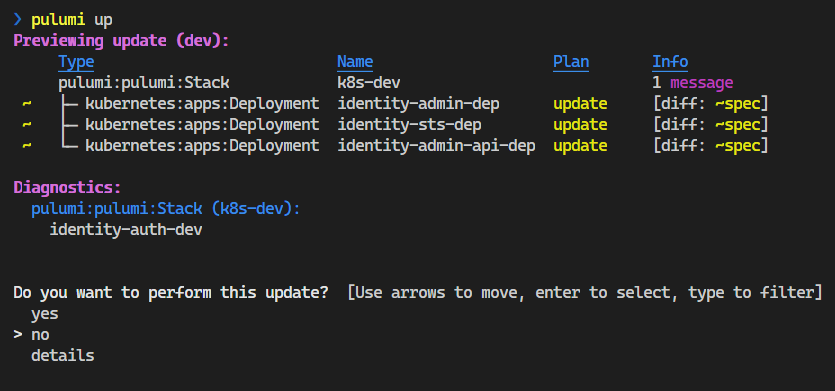 ❯ pulumi up
Previewing update (dev):
     Type                              Name                    Plan       Info
     pulumi:pulumi:Stack               k8s-dev                            1 message
 ~   ├─ kubernetes:apps:Deployment  identity-admin-dep      update     [diff: ~spec]
 ~   ├─ kubernetes:apps:Deployment  identity-sts-dep        update     [diff: ~spec]
 ~   └─ kubernetes:apps:Deployment  identity-admin-api-dep  update     [diff: ~spec]
Diagnostics:
  pulumi:pulumi:Stack (k8s-dev):
    identity-auth-dev
Do you want to perform this update?  [Use arrows to move, enter to select, type to filter]
  yes
> no
  details